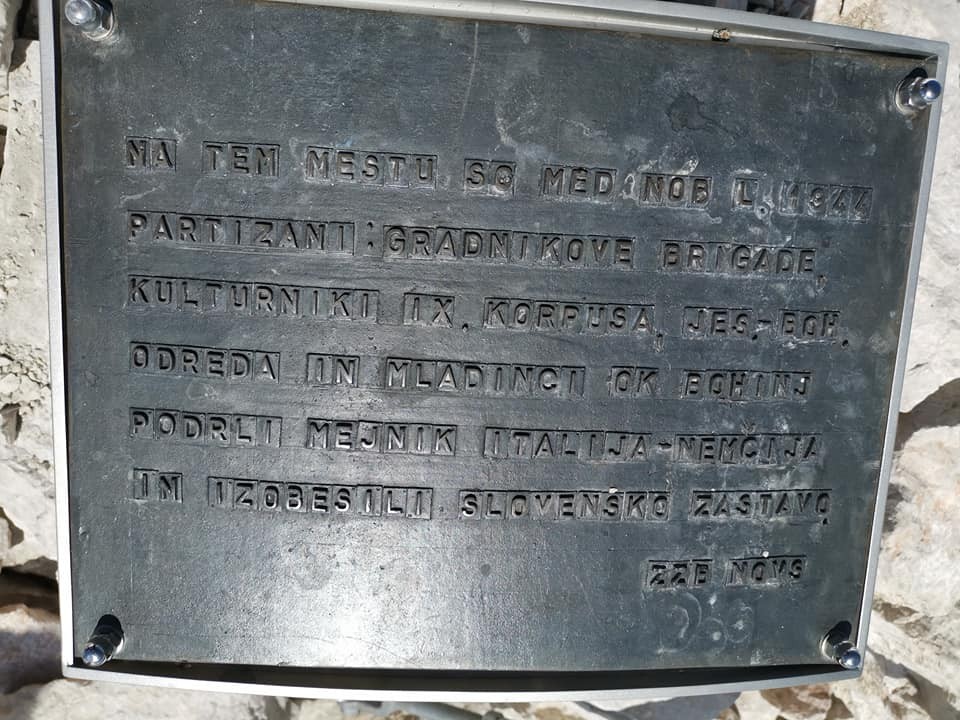 NA TEM MESTU SO MED NOB L. 1944
PARTIZANI: GRADNIKOVE BRIGADE,
KULTURNIKI IX. KORPUSA, JES-BOH.
ODREDA IN MLADINCI OK BOHINJ
PODRLI MEJNIK ITALIJA-NEMČIJA
IN IZOBESILI SLOVENSKO ZASTAVO.
ZZB NOVS